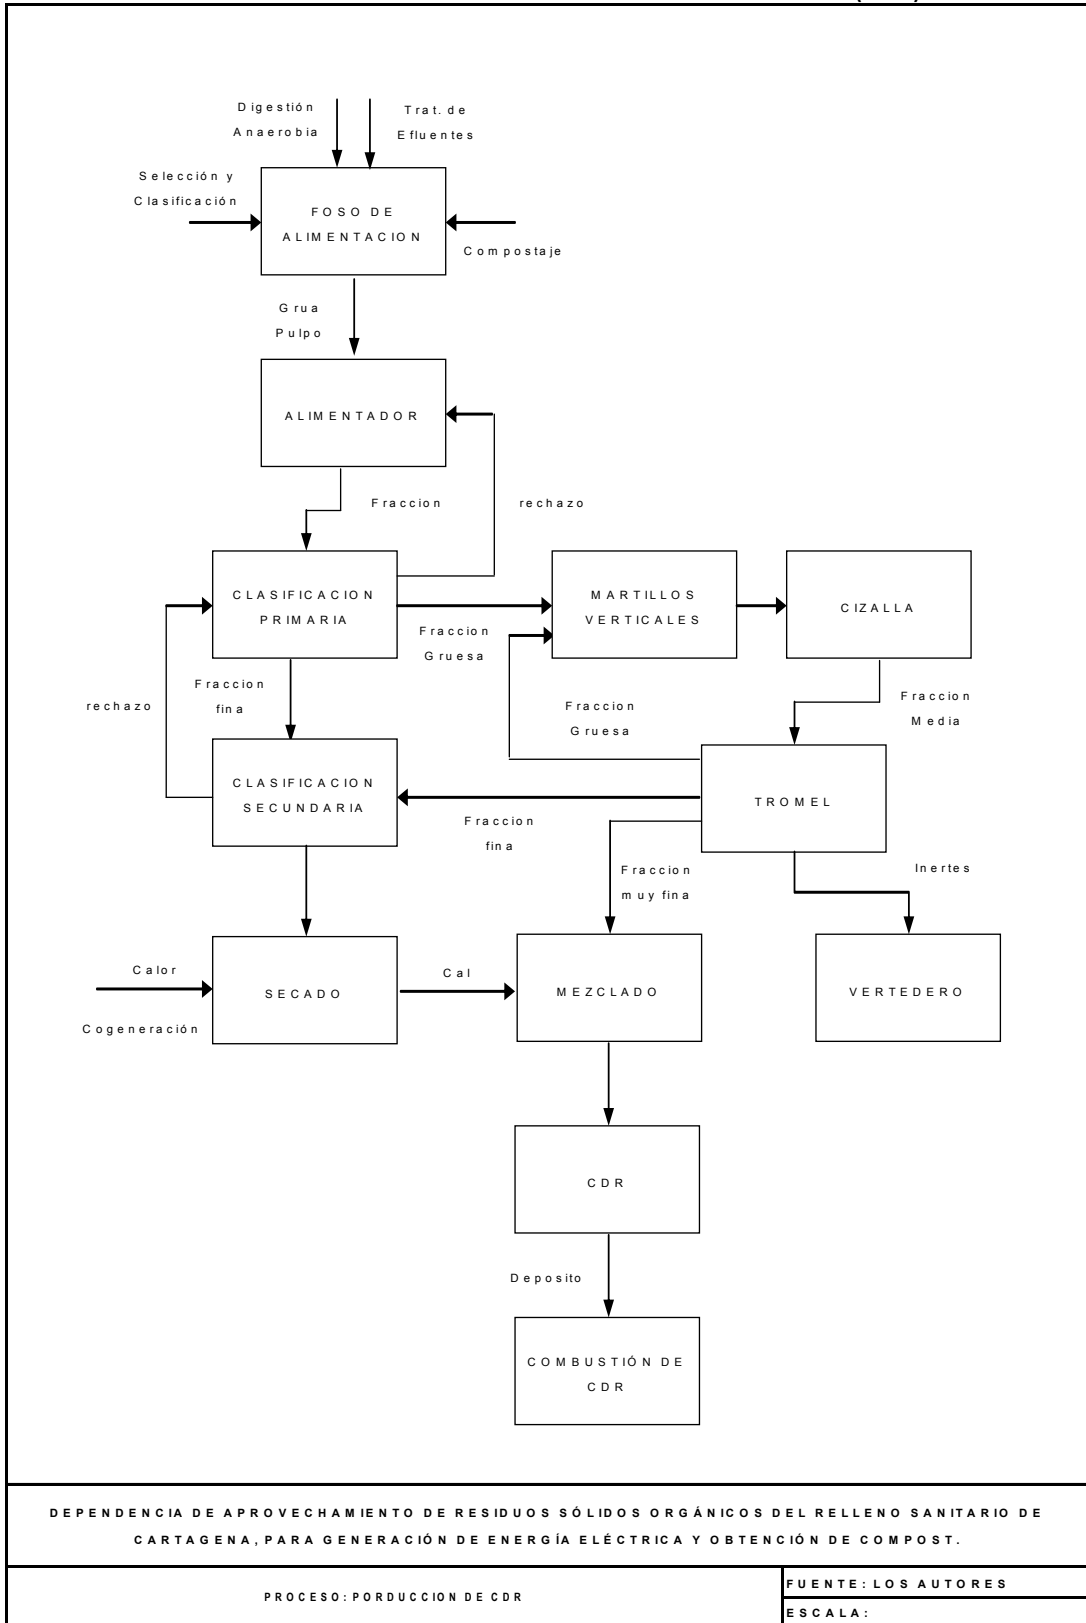 Digestión
Anaerobia
Trat. de
Efluentes
Selección y
Clasificación
FOSO DE
ALIMENTACION
Compostaje
Grua
Pulpo
ALIMENTADOR
Fraccion
rechazo
CLASIFICACION
PRIMARIA
MARTILLOS
VERTICALES
CIZALLA
Fraccion
Gruesa
rechazo
Fraccion
fina
Fraccion
Gruesa
Fraccion
Media
CLASIFICACION
SECUNDARIA
TROMEL
Fraccion
fina
Fraccion
muy fina
Inertes
Calor
Cogeneración
SECADO
Cal
MEZCLADO
VERTEDERO
CDR
Deposito
COMBUSTIÓN DE
CDR
DEPENDENCIA DE APROVECHAMIENTO DE RESIDUOS SÓLIDOS ORGÁNICOS DEL RELLENO SANITARIO DE
CARTAGENA, PARA GENERACIÓN DE ENERGÍA ELÉCTRICA Y OBTENCIÓN DE COMPOST.
PROCESO: PORDUCCION DE CDR
FUENTE: LOS AUTORES
ESCALA: